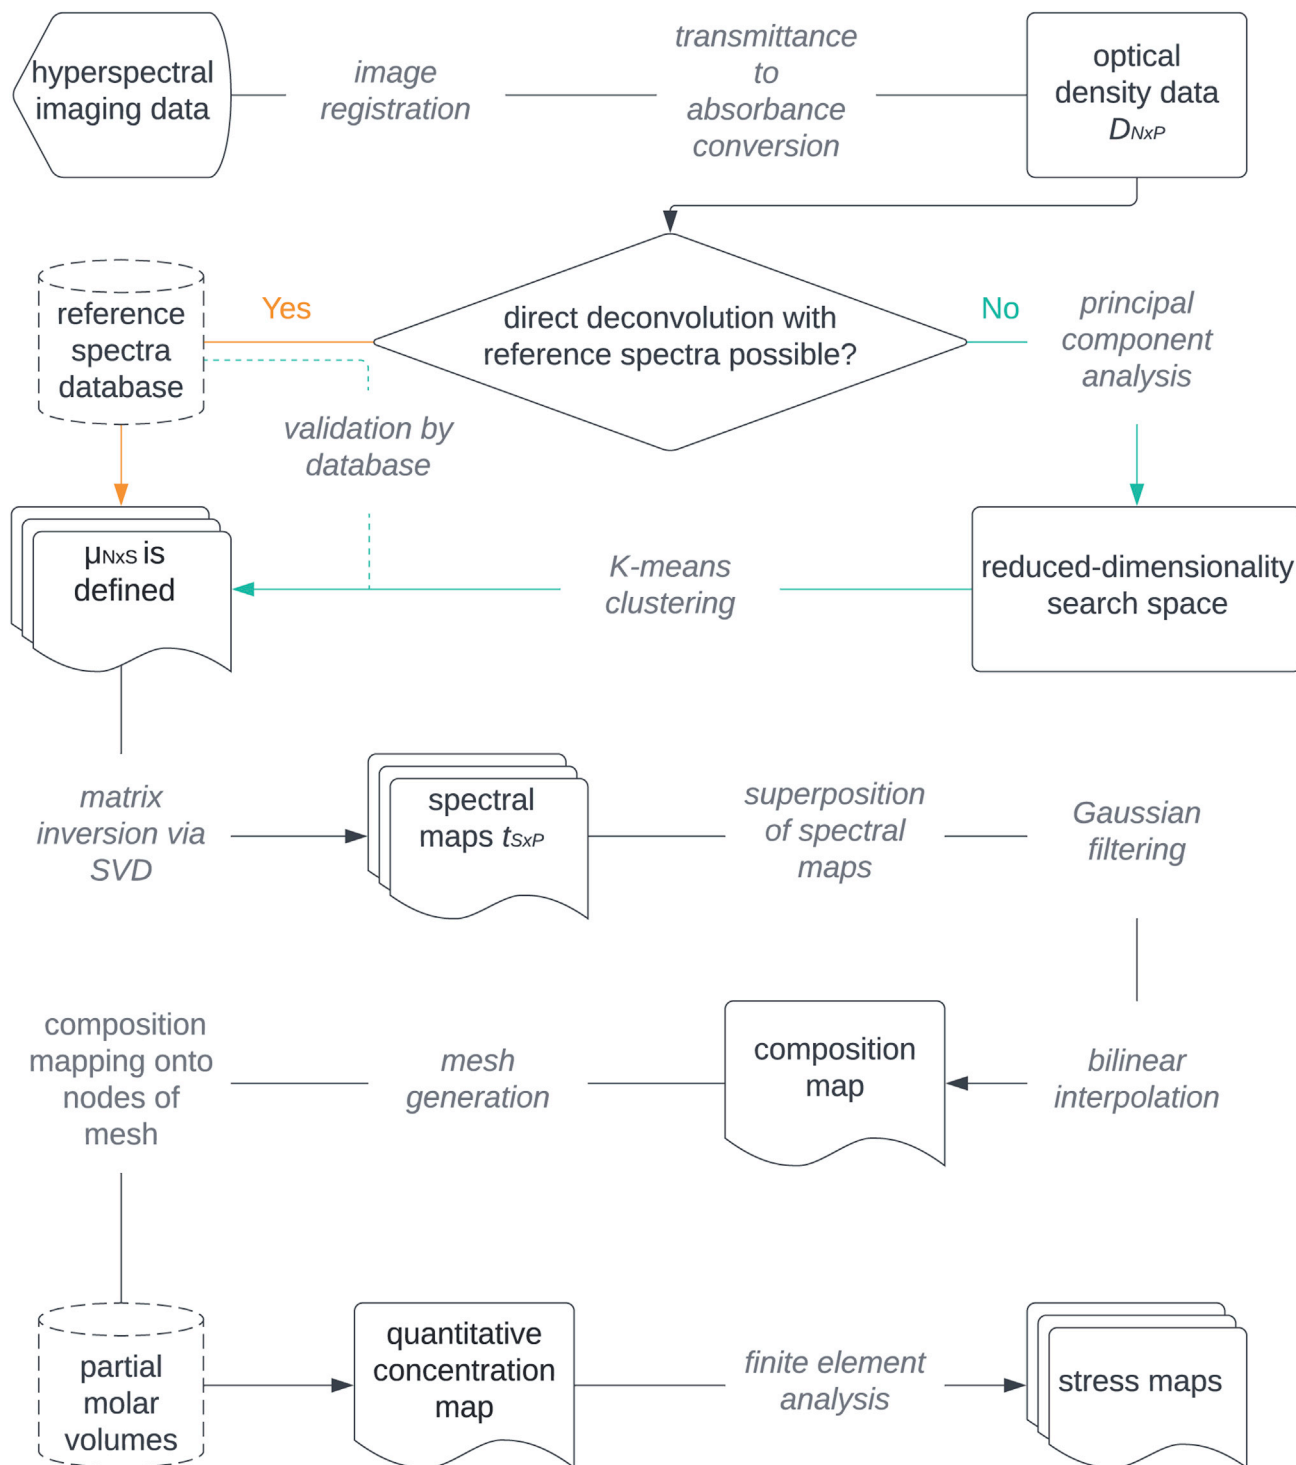 hyperspectral
imaging data
image
registration
transmittance
to
absorbance
conversion
optical
density data
DNxP
reference
spectra
database
Yes
direct deconvolution with
reference spectra possible?
No
principal
component
analysis
validation by
database
μNxS is
defined
K-means
clustering
reduced-dimensionality
search space
matrix
inversion via
SVD
spectral
maps tSxP
superposition
of spectral
maps
Gaussian
filtering
composition
mapping onto
nodes of
mesh
mesh
generation
composition
map
bilinear
interpolation
partial
molar
volumes
quantitative
concentration
map
finite element
analysis
stress maps